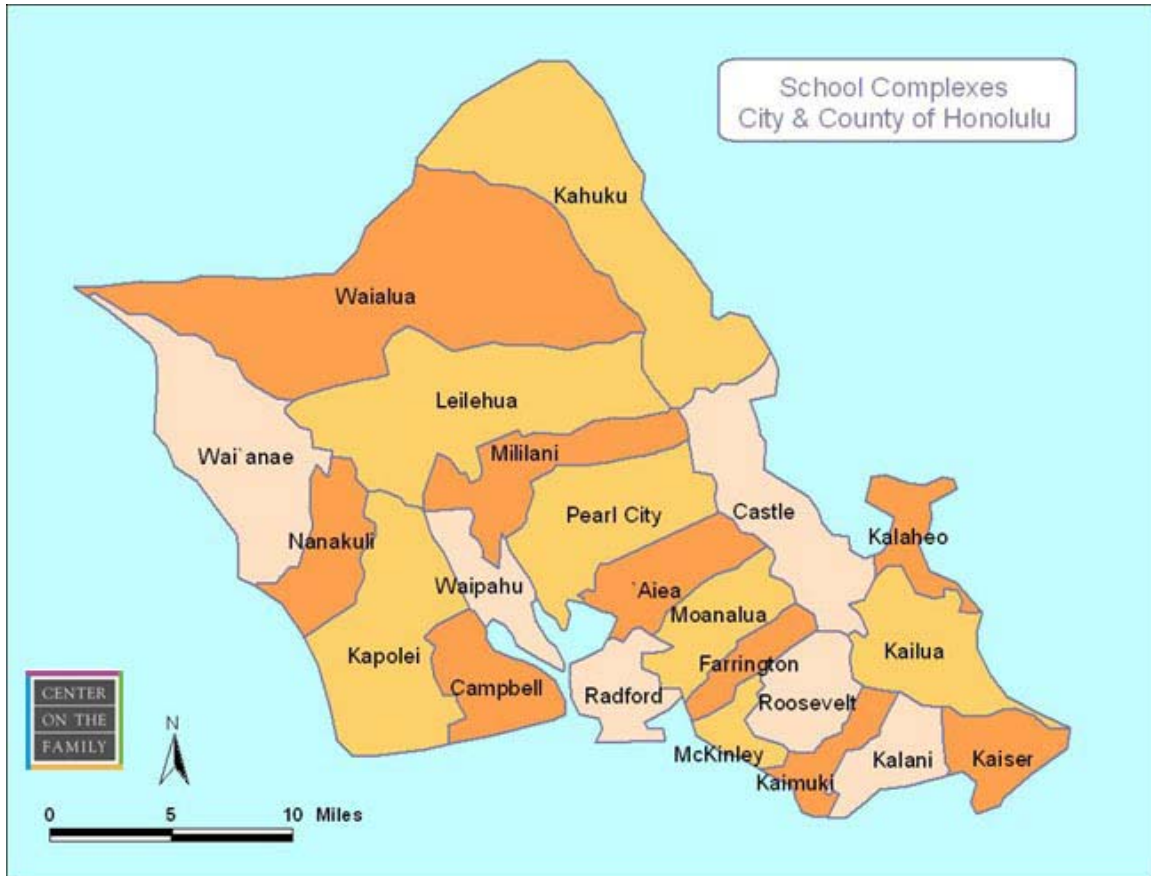 School Complexes
City & County of Honolulu
Kahuku
Waialua
Leilehua
Mililani
Wai`anae
Pearl City
Castle
Kalaheo
Nanakuli
Waipahu
`Aiea
Moanalua
Kapolei
Campbell
Radford
Farrington
Kailua
Roosevelt
McKinley
Kaimuki
Kalani
Kaiser
CENTER
ON THE
FAMILY
N
0 5 10 Miles